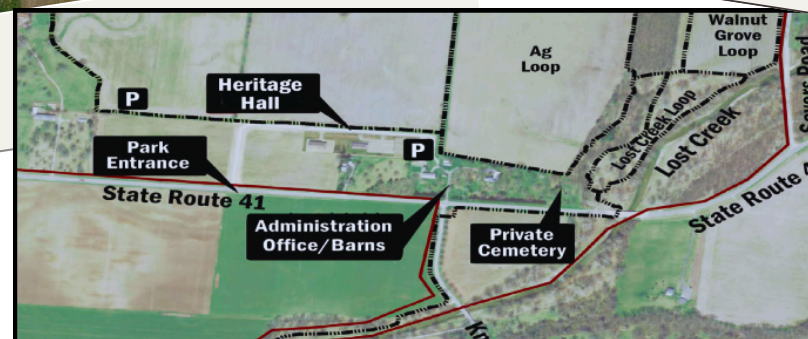 Walnut
Grove
Loop
Ag
Loop
Heritage
Hall
P
Lost Creek Loop
Lost Creek
Road
Park
Entrance
P
State Route 41
State Route
Administration
Office/Barns
Private
Cemetery